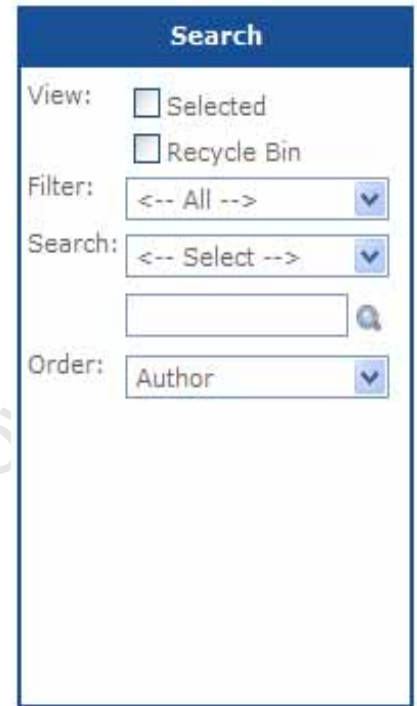 Search
View: Selected
Recycle Bin
Filter: <-- All -->
Search: <-- Select -->
Order: Author